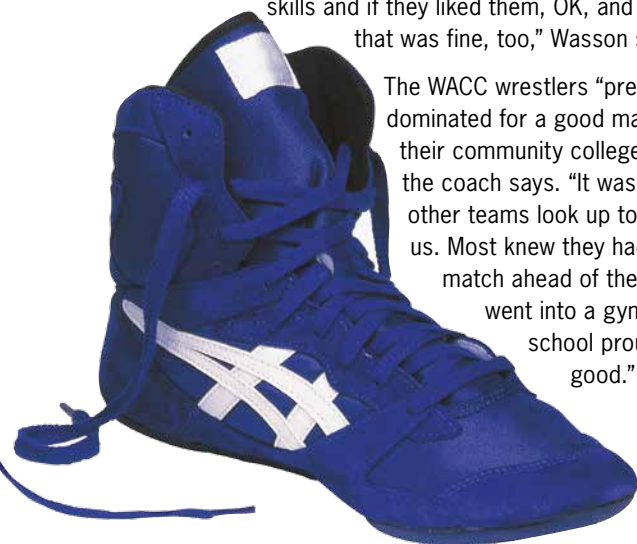 skills and if they liked them, OK, and
that was fine, too,” Wasson s
The WACC wrestlers “pre
dominated for a good ma
their community college
the coach says. “It was
other teams look up to
us. Most knew they ha
match ahead of the
went into a gym
school prou
good.”